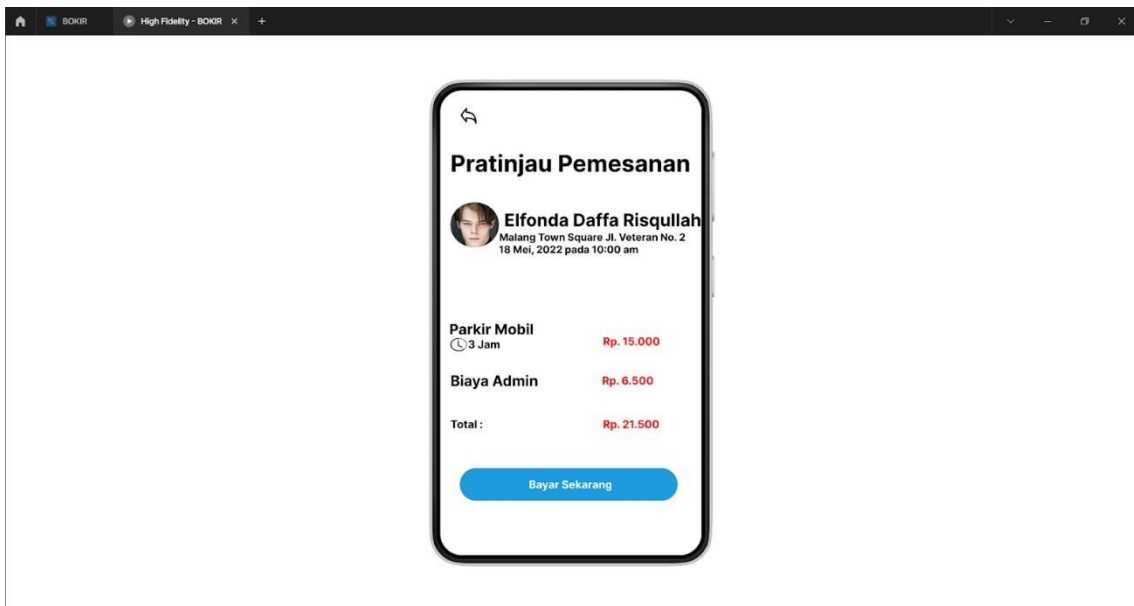 BOKIR
High Fidelity - BOKIR
Pratinjau Pemesanan
Elfonda Daffa Risqullah
Malang Town Square Jl. Veteran No. 2
18 Mei, 2022 pada 10:00 am
Parkir Mobil
3 Jam
Rp. 15.000
Biaya Admin
Rp. 6.500
Total :
Rp. 21.500
Bayar Sekarang